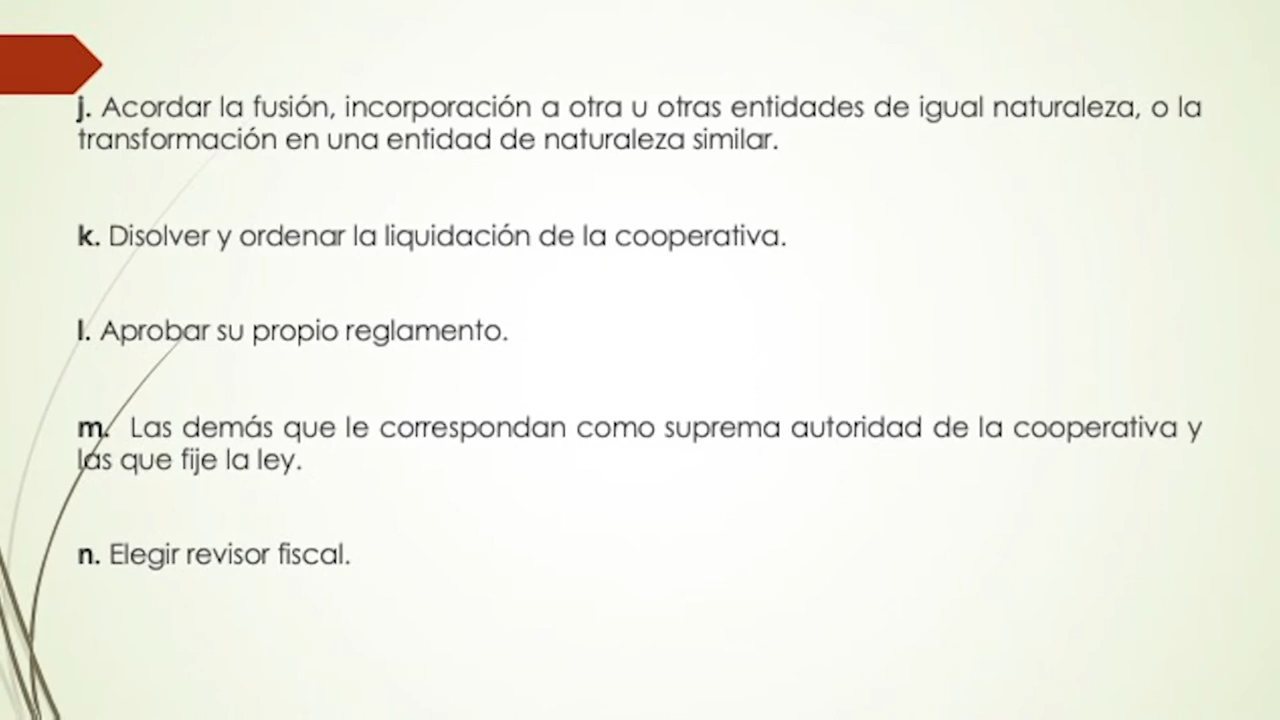 j. Acordar la fusión, incorporación a otra u otras entidades de igual naturaleza, o la
transformación en una entidad de naturaleza similar.
k. Disolver y ordenar la liquidación de la cooperativa.
l. Aprobar su propio reglamento.
m. Las demás que le correspondan como suprema autoridad de la cooperativa y
las que fije la ley.
n. Elegir revisor fiscal.